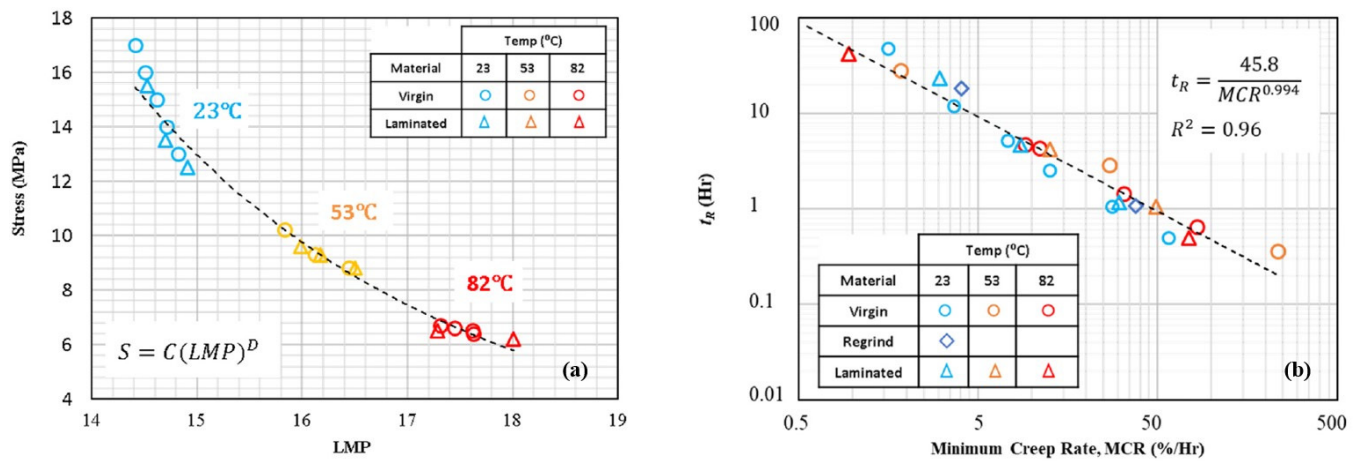 18
16
14
12
10
8
6
4
14
15
16
17
18
19
Stress (MPa)
LMP
Temp (⁰C)
Material 23 53 82
Virgin
Laminated
23℃
53℃
82℃
S = C(LMP)^D
(a)
100
10
1
0.1
0.01
0.5
5
50
500
t_R (Hr)
Minimum Creep Rate, MCR (%/Hr)
t_R = 45.8 / MCR^0.994
R² = 0.96
Temp (⁰C)
Material 23 53 82
Virgin
Regrind
Laminated
(b)